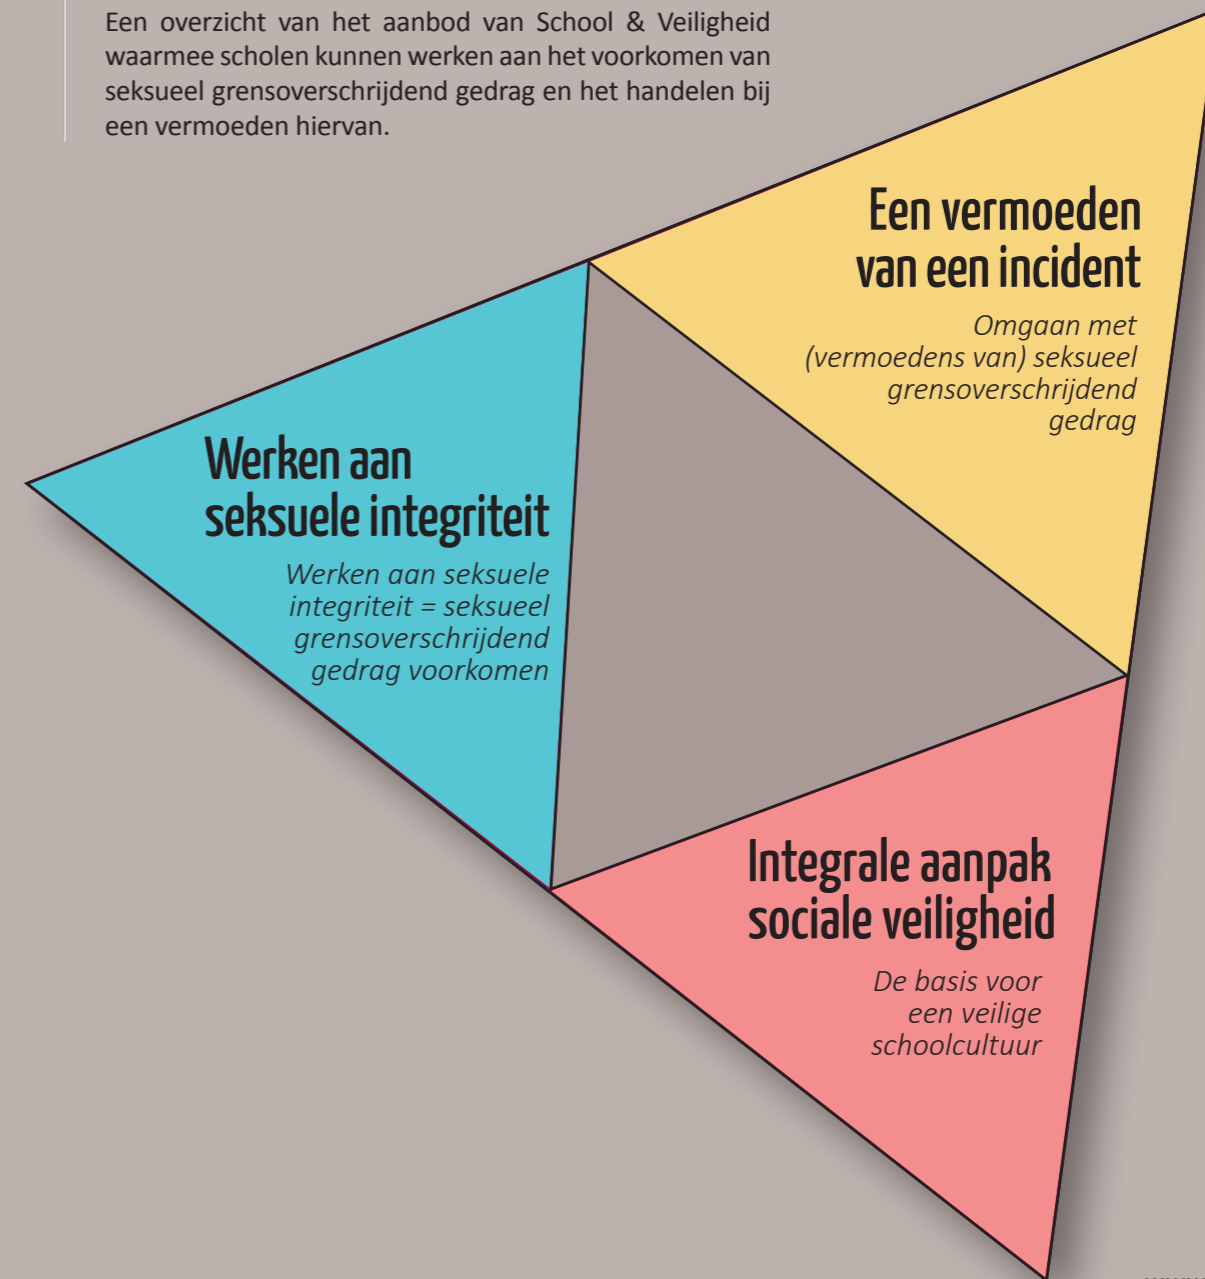 Een overzicht van het aanbod van School & Veiligheid
waarmee scholen kunnen werken aan het voorkomen van
seksueel grensoverschrijdend gedrag en het handelen bij
een vermoeden hiervan.
Een vermoeden
van een incident
Omgaan met
(vermoedens van) seksueel
grensoverschrijdend
gedrag
Werken aan
seksuele integriteit
Werken aan seksuele
integriteit = seksueel
grensoverschrijdend
gedrag voorkomen
Integrale aanpak
sociale veiligheid
De basis voor
een veilige
schoolcultuur